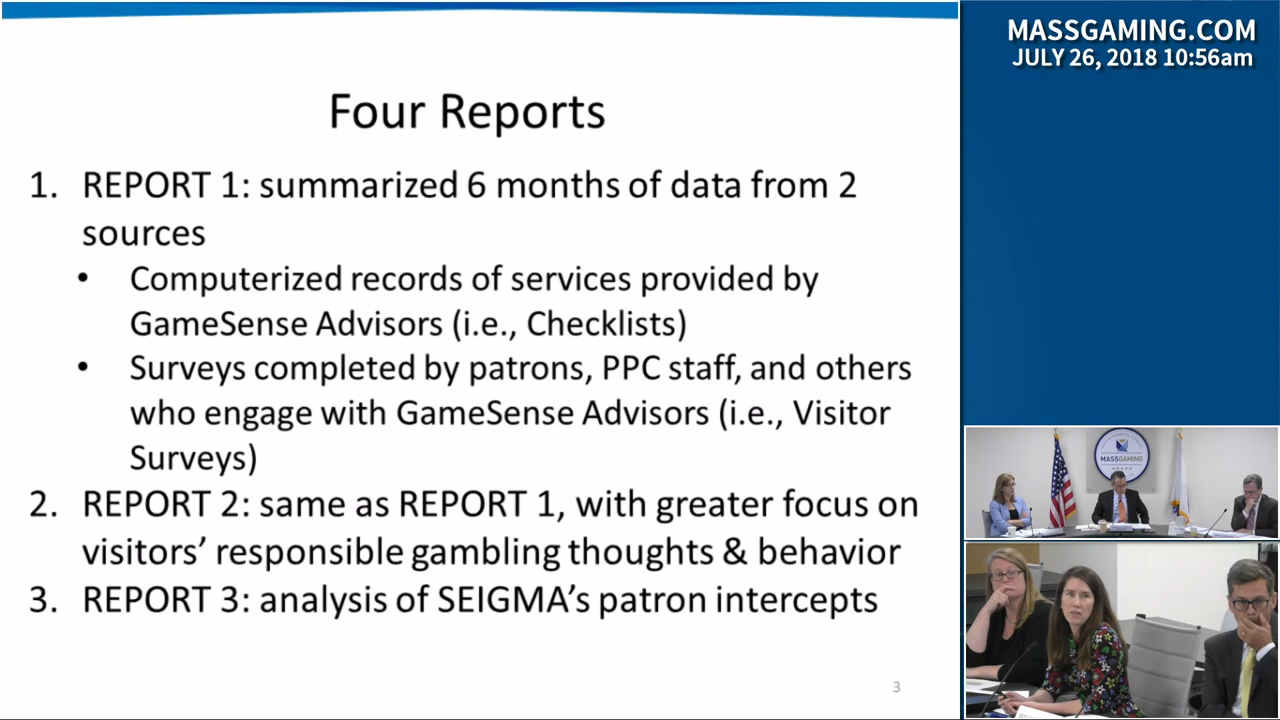 MASSGAMING.COM
JULY 26, 2018 10:56am
Four Reports
1. REPORT 1: summarized 6 months of data from 2
sources
• Computerized records of services provided by
GameSense Advisors (i.e., Checklists)
• Surveys completed by patrons, PPC staff, and others
who engage with GameSense Advisors (i.e., Visitor
Surveys)
2. REPORT 2: same as REPORT 1, with greater focus on
visitors’ responsible gambling thoughts & behavior
3. REPORT 3: analysis of SEIGMA’s patron intercepts
3
MASSGAMING